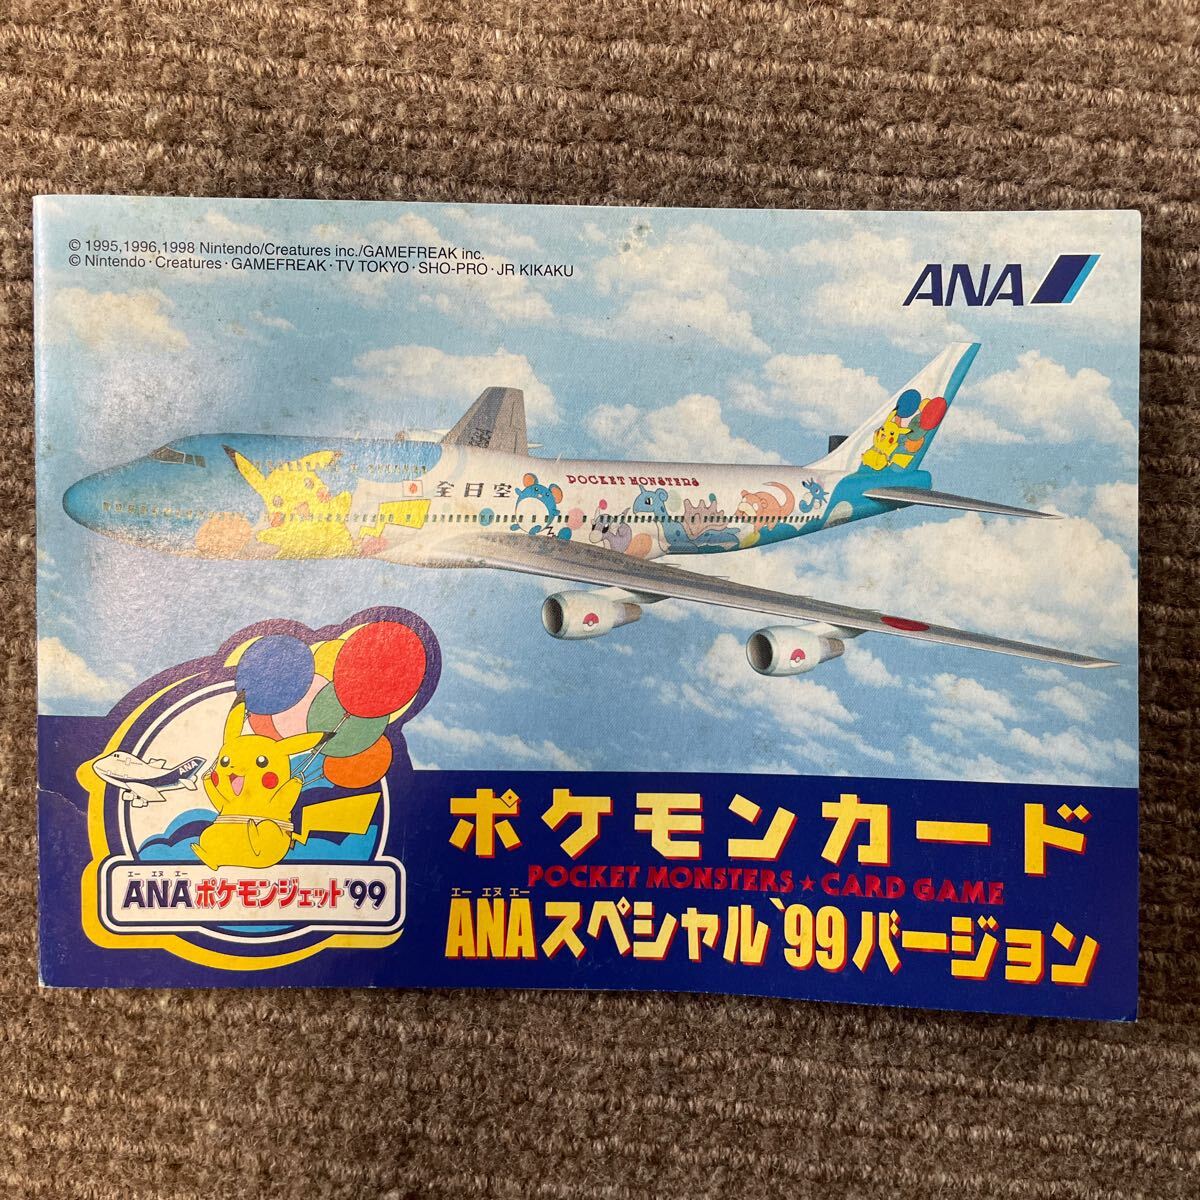 © 1995,1996,1998 Nintendo/Creatures inc./GAMEFREAK inc.
© Nintendo・Creatures・GAMEFREAK・TV TOKYO・SHO-PRO・JR KIKAKU
ANA
全日空
POCKET MONSTERS
ANA
エー エヌ エー
ANAポケモンジェット'99
ポケモンカード
POCKET MONSTERS★CARD GAME
エー エヌ エー
ANAスペシャル'99バージョン